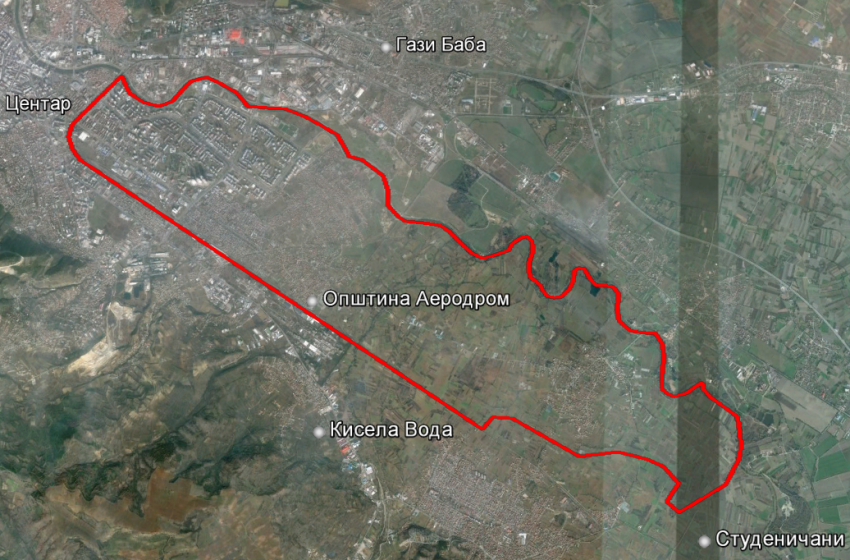 Гази Баба
Центар
Општина Аеродром
Кисела Вода
Студеничани